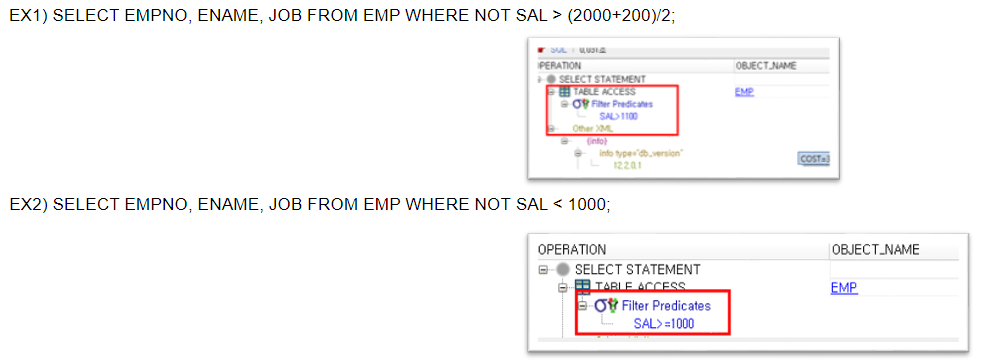 EX1) SELECT EMPNO, ENAME, JOB FROM EMP WHERE NOT SAL > (2000+200)/2;
SQL | 0,031초
OPERATION OBJECT_NAME
SELECT STATEMENT
TABLE ACCESS EMP
Filter Predicates
SAL>1100
Other XML
{info}
info type="db_version"
12.2.0.1
COST=3
EX2) SELECT EMPNO, ENAME, JOB FROM EMP WHERE NOT SAL < 1000;
OPERATION OBJECT_NAME
SELECT STATEMENT
TABLE ACCESS EMP
Filter Predicates
SAL>=1000